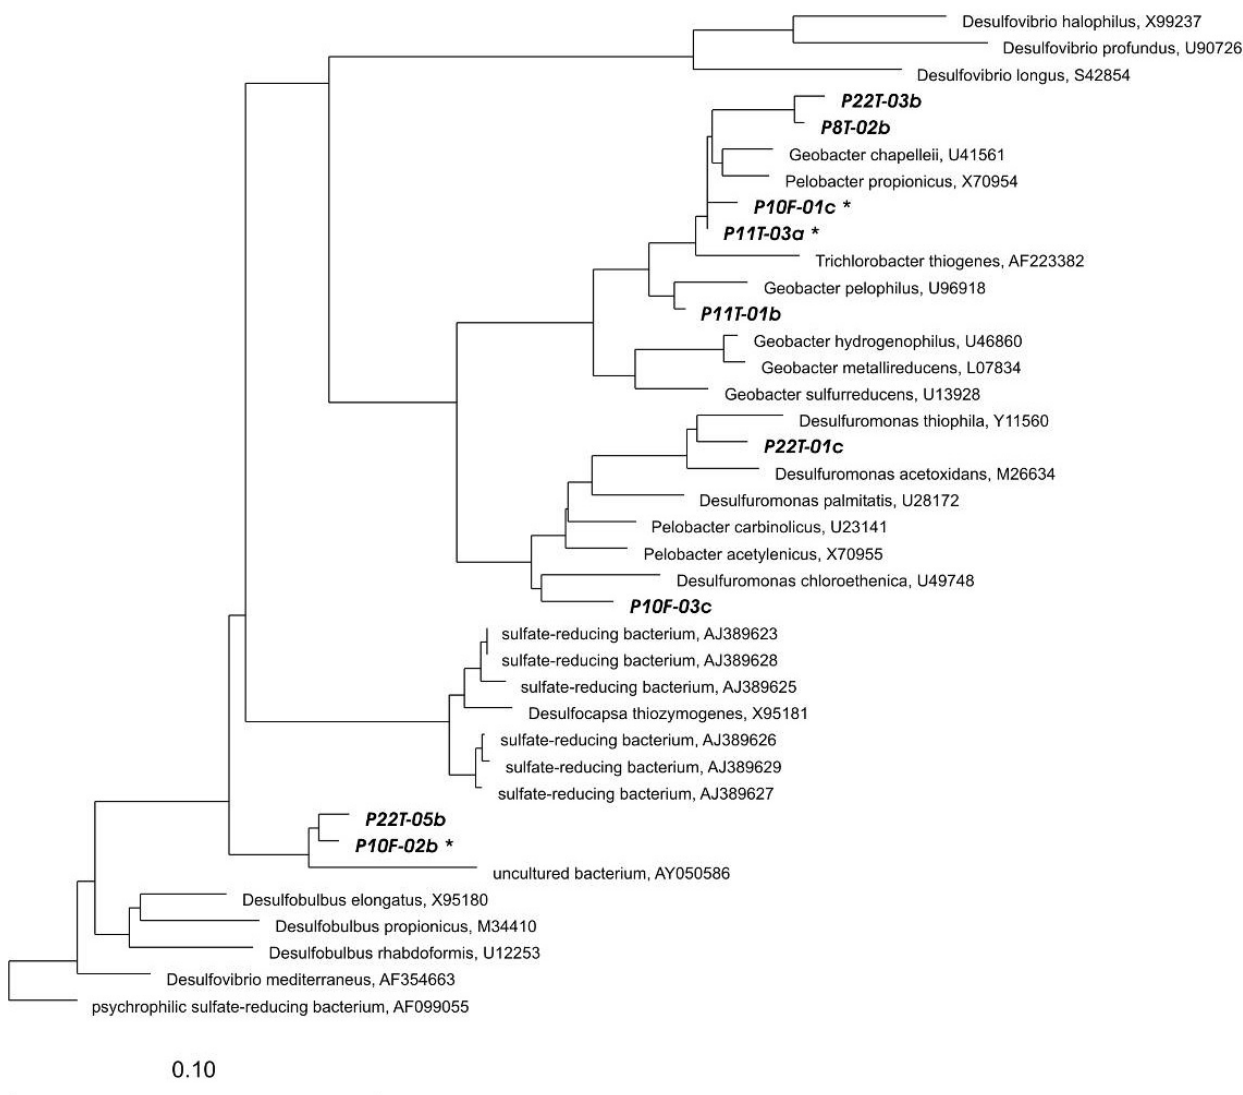 Desulfovibrio halophilus, X99237
Desulfovibrio profundus, U90726
Desulfovibrio longus, S42854
P22T-03b
P8T-02b
Geobacter chapelleii, U41561
Pelobacter propionicus, X70954
P10F-01c *
P11T-03a *
Trichlorobacter thiogenes, AF223382
Geobacter pelophilus, U96918
P11T-01b
Geobacter hydrogenophilus, U46860
Geobacter metallireducens, L07834
Geobacter sulfurreducens, U13928
Desulfuromonas thiophila, Y11560
P22T-01c
Desulfuromonas acetoxidans, M26634
Desulfuromonas palmitatis, U28172
Pelobacter carbinolicus, U23141
Pelobacter acetylenicus, X70955
Desulfuromonas chloroethenica, U49748
P10F-03c
sulfate-reducing bacterium, AJ389623
sulfate-reducing bacterium, AJ389628
sulfate-reducing bacterium, AJ389625
Desulfocapsa thiozymogenes, X95181
sulfate-reducing bacterium, AJ389626
sulfate-reducing bacterium, AJ389629
sulfate-reducing bacterium, AJ389627
P22T-05b
P10F-02b *
uncultured bacterium, AY050586
Desulfobulbus elongatus, X95180
Desulfobulbus propionicus, M34410
Desulfobulbus rhabdoformis, U12253
Desulfovibrio mediterraneus, AF354663
psychrophilic sulfate-reducing bacterium, AF099055
0.10